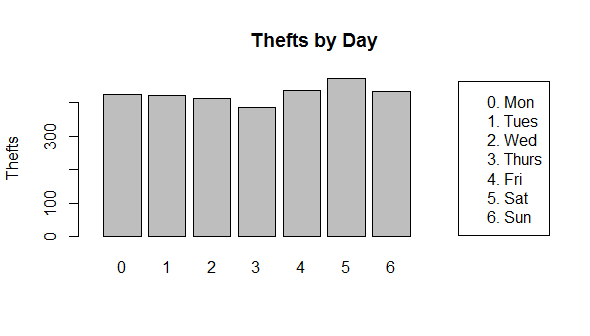 Thefts by Day
Thefts
300
100
0
0 1 2 3 4 5 6
0. Mon
1. Tues
2. Wed
3. Thurs
4. Fri
5. Sat
6. Sun